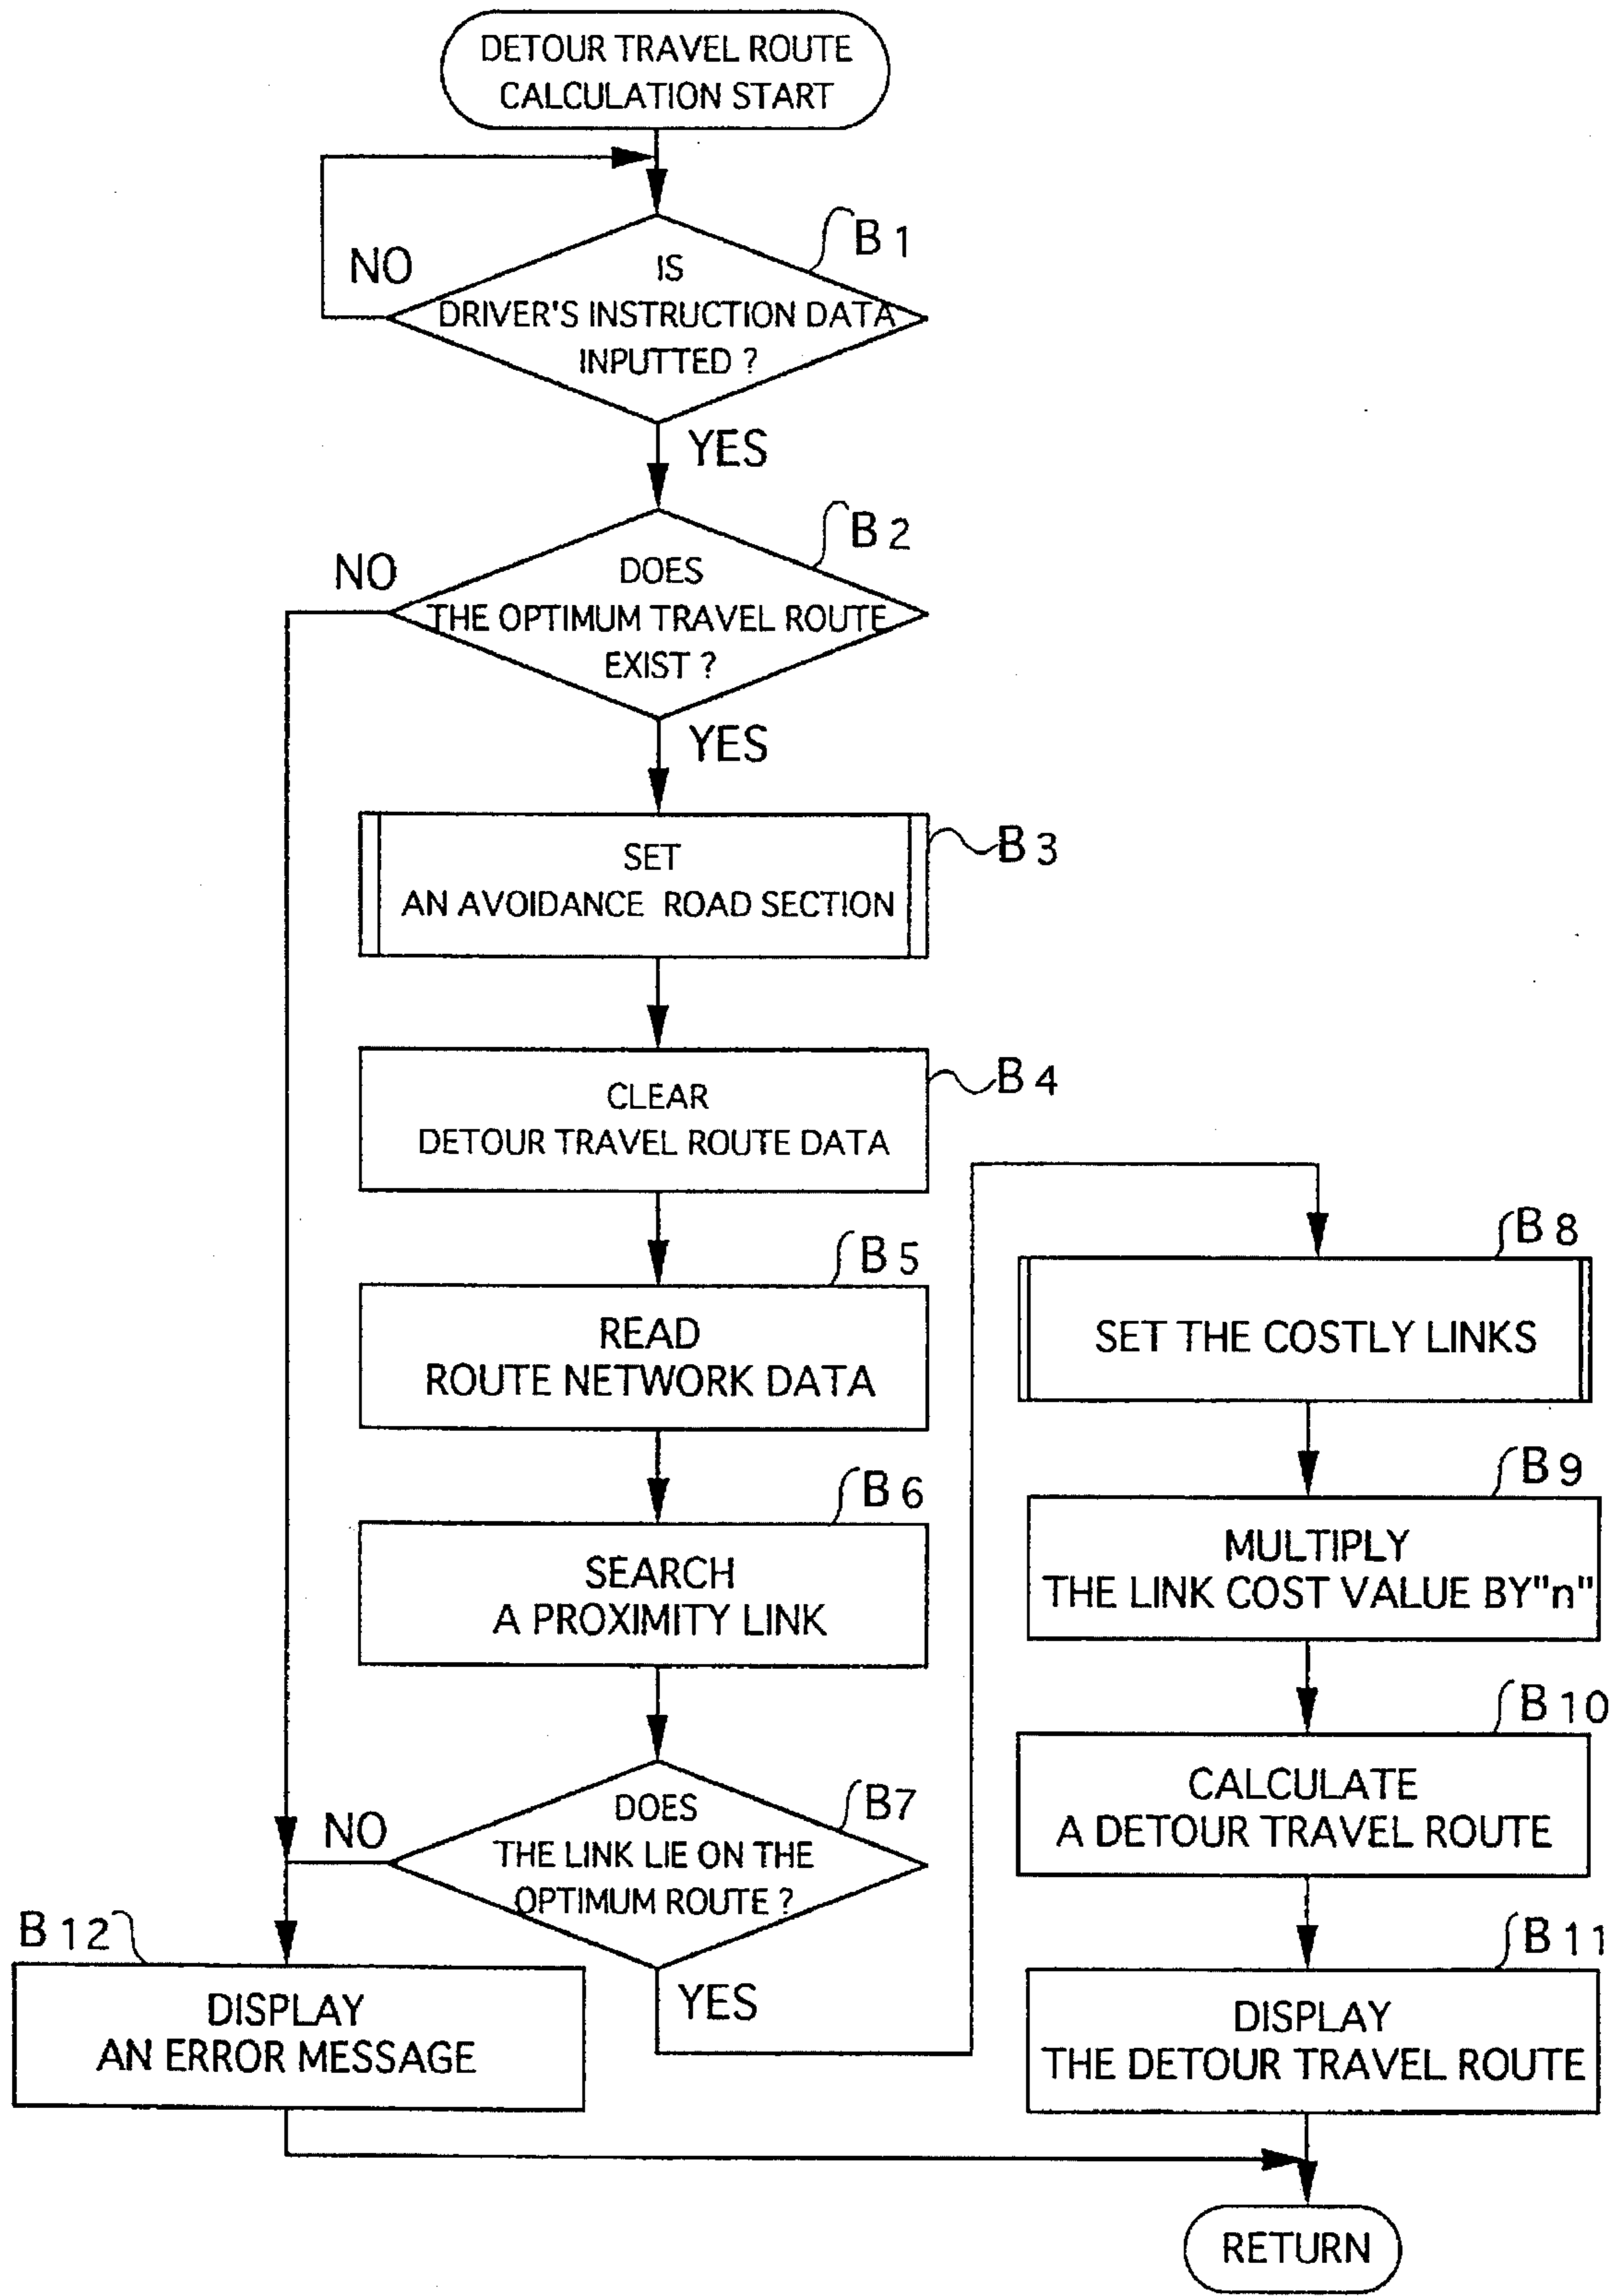 DETOUR TRAVEL ROUTE
CALCULATION START
B 1
NO
IS
DRIVER'S INSTRUCTION DATA
INPUTTED ?
YES
B 2
NO
DOES
THE OPTIMUM TRAVEL ROUTE
EXIST ?
YES
B 3
SET
AN AVOIDANCE ROAD SECTION
B 4
CLEAR
DETOUR TRAVEL ROUTE DATA
B 5
READ
ROUTE NETWORK DATA
B 6
SEARCH
A PROXIMITY LINK
B7
NO
DOES
THE LINK LIE ON THE
OPTIMUM ROUTE ?
YES
B 8
SET THE COSTLY LINKS
B 9
MULTIPLY
THE LINK COST VALUE BY"n"
B 10
CALCULATE
A DETOUR TRAVEL ROUTE
B 11
DISPLAY
THE DETOUR TRAVEL ROUTE
B 12
DISPLAY
AN ERROR MESSAGE
RETURN